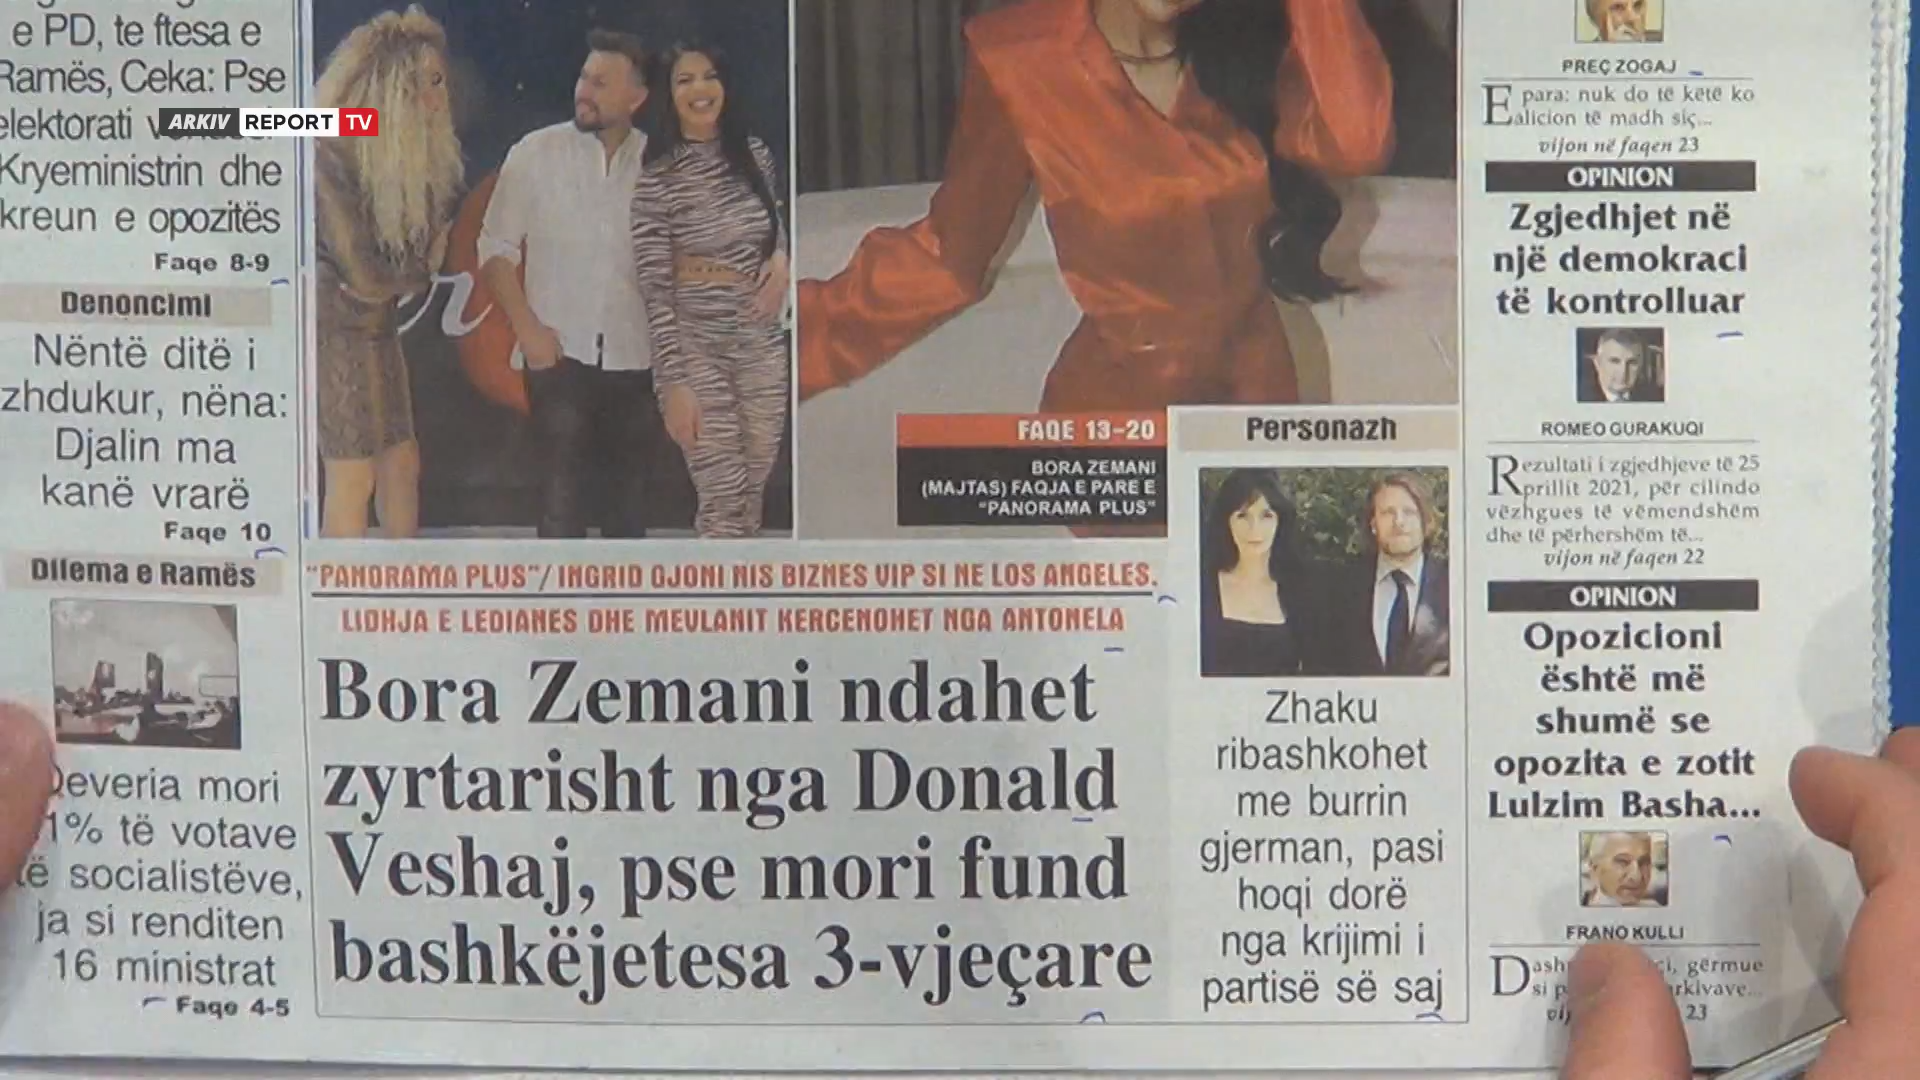 e PD, te ftesa e
Ramës, Ceka: Pse
elektorati
Kryeministrin dhe
kreun e opozitës
Faqe 8-9
ARKIV REPORT TV
Denoncimi
Nëntë ditë i
zhdukur, nëna:
Djalin ma
kanë vrarë
Faqe 10
Dilema e Ramës
Qeveria mori
1% të votave
të socialistëve,
ja si renditen
16 ministrat
Faqe 4-5
FAQE 13-20
BORA ZEMANI
(MAJTAS) FAQJA E PARE E
"PANORAMA PLUS"
"PANORAMA PLUS"/ INGRID GJONI NIS BIZNES VIP SI NE LOS ANGELES.
LIDHJA E LEDIANES DHE MEVLANIT KERCENOHET NGA ANTONELA
Bora Zemani ndahet
zyrtarisht nga Donald
Veshaj, pse mori fund
bashkëjetesa 3-vjeçare
Personazh
Zhaku
ribashkohet
me burrin
gjerman, pasi
hoqi dorë
nga krijimi i
partisë së saj
PREÇ ZOGAJ
E para: nuk do të ketë ko
alicion të madh siç...
vijon në faqen 23
OPINION
Zgjedhjet në
një demokraci
të kontrolluar
ROMEO GURAKUQI
Rezultati i zgjedhjeve të 25
prillit 2021, për cilindo
vëzhgues të vëmendshëm
dhe të përhershëm të...
vijon në faqen 22
OPINION
Opozicioni
është më
shumë se
opozita e zotit
Lulzim Basha...
FRANO KULLI
gërmue
si
23